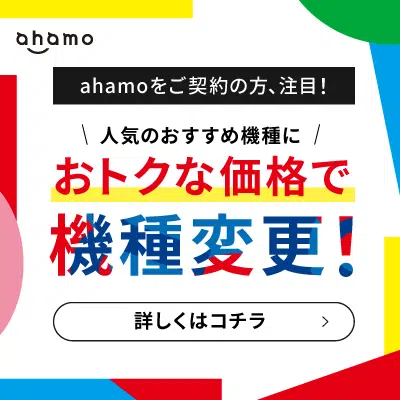 ahamo
ahamoをご契約の方、注目!
\ 人気のおすすめ機種に /
おトクな価格で
機種変更!
詳しくはコチラ